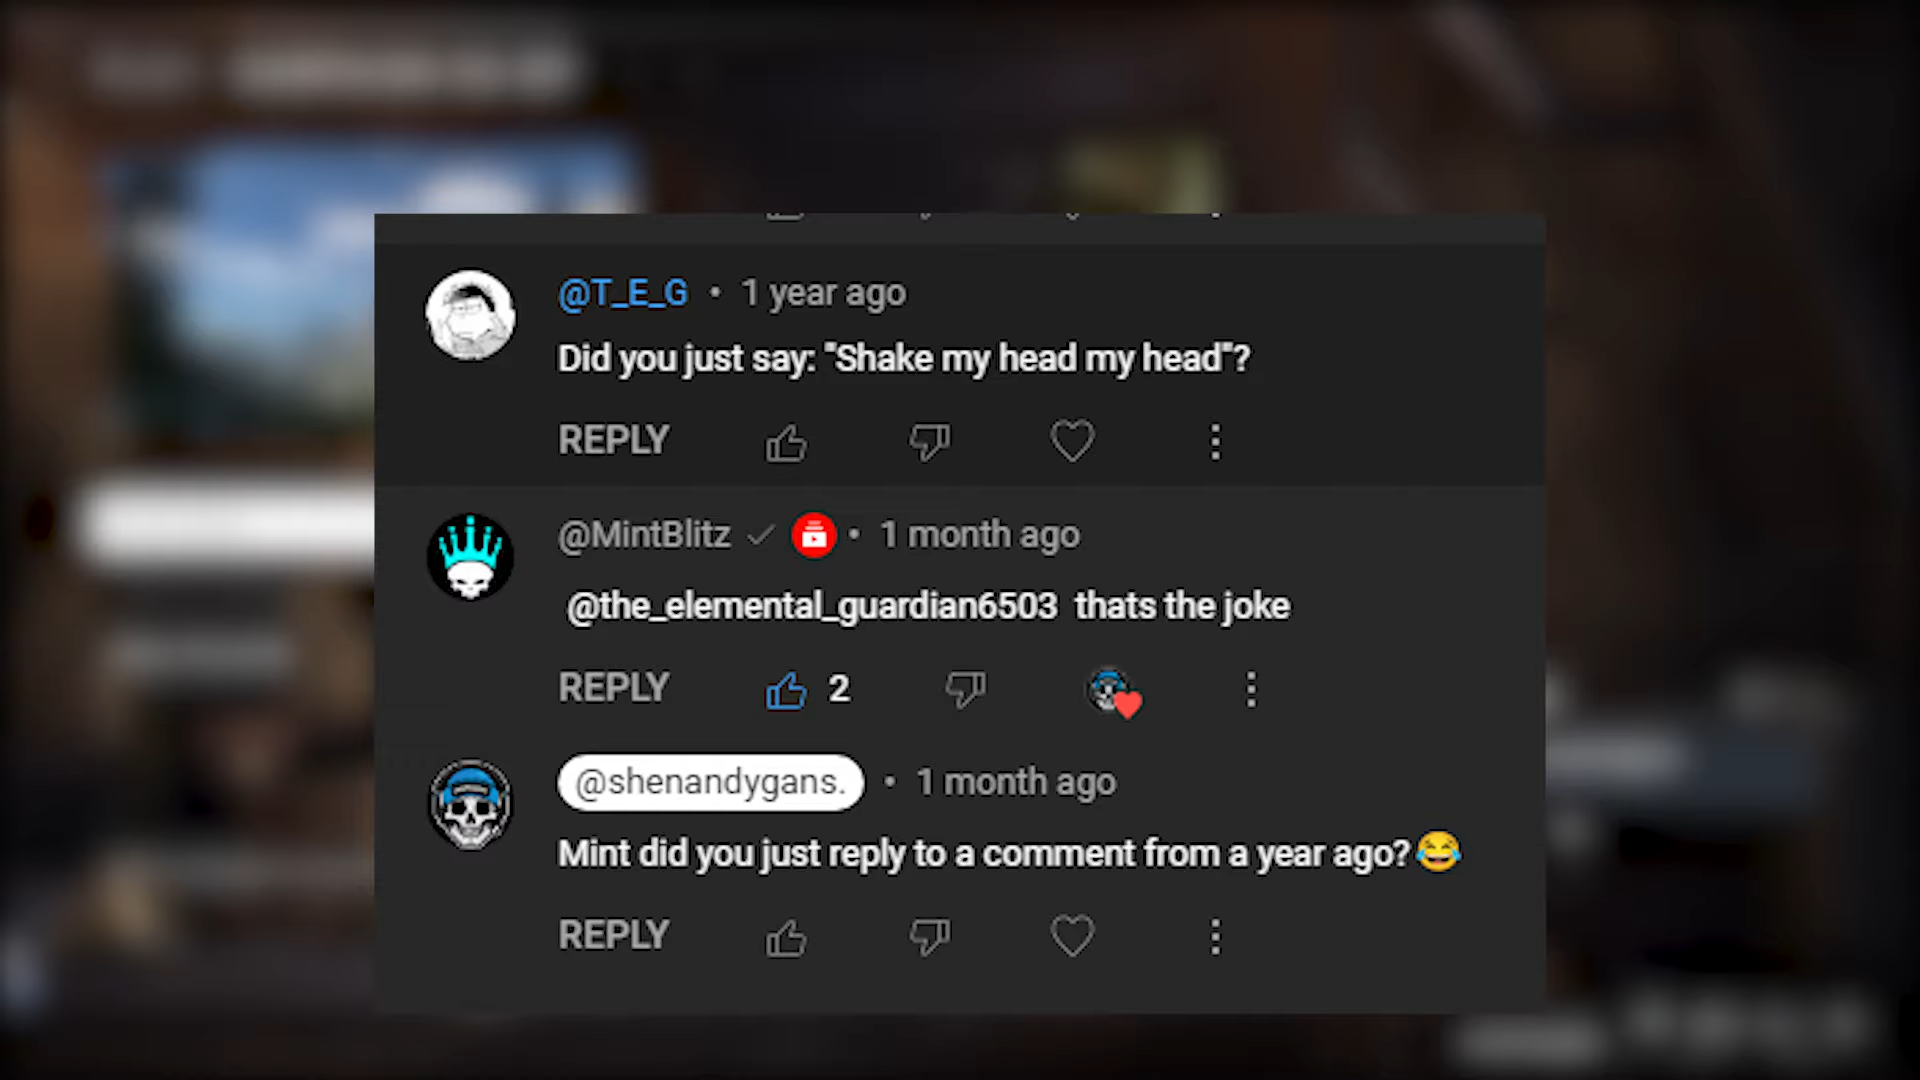 @T_E_G • 1 year ago
Did you just say: "Shake my head my head"?
REPLY
@MintBlitz • 1 month ago
@the_elemental_guardian6503 thats the joke
REPLY 2
@shenandygans. • 1 month ago
Mint did you just reply to a comment from a year ago?😂
REPLY